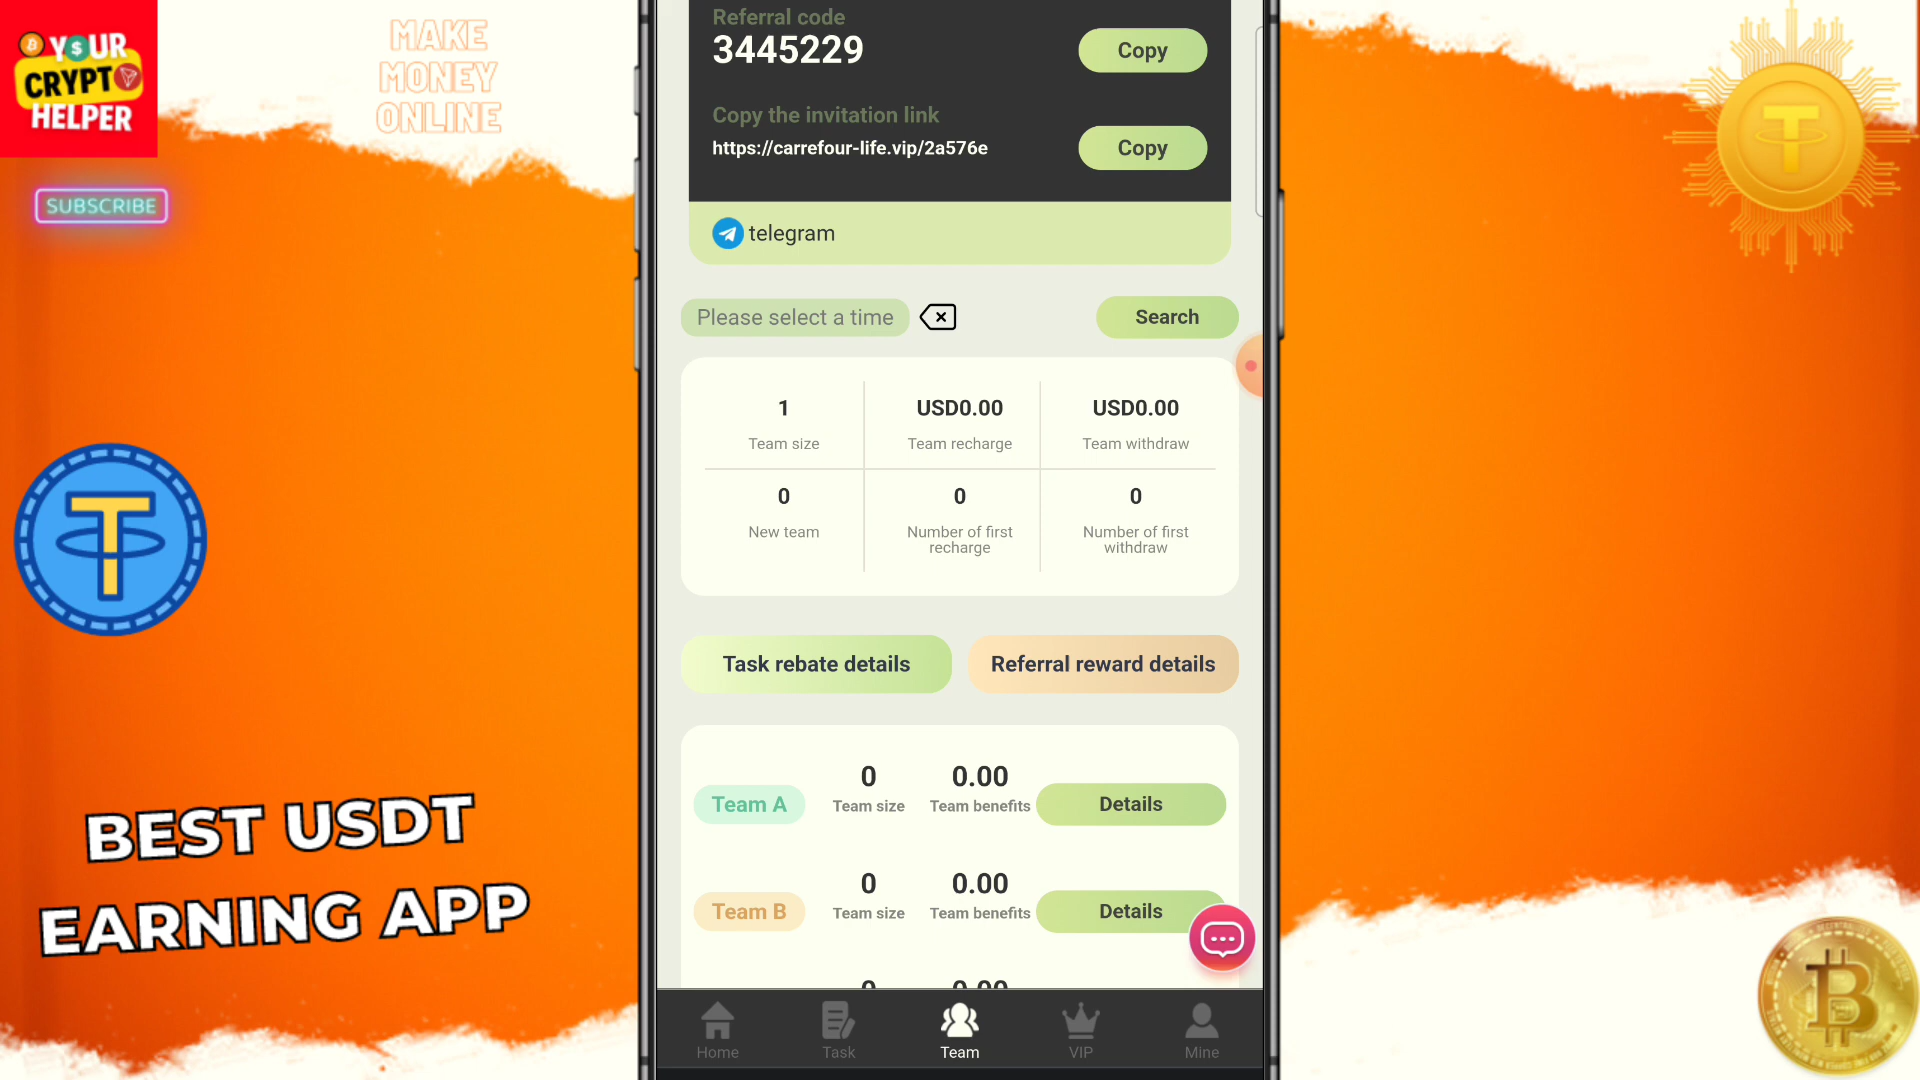 Y$UR
CRYPT
HELPER
MAKE
MONEY
ONLINE
SUBSCRIBE
BEST USDT
EARNING APP
Referral code
3445229
Copy
Copy the invitation link
https://carrefour-life.vip/2a576e
Copy
telegram
Please select a time
Search
1
Team size
USD0.00
Team recharge
USD0.00
Team withdraw
0
New team
0
Number of first
recharge
0
Number of first
withdraw
Task rebate details
Referral reward details
Team A
0
Team size
0.00
Team benefits
Details
Team B
0
Team size
0.00
Team benefits
Details
Home
Task
Team
VIP
Mine